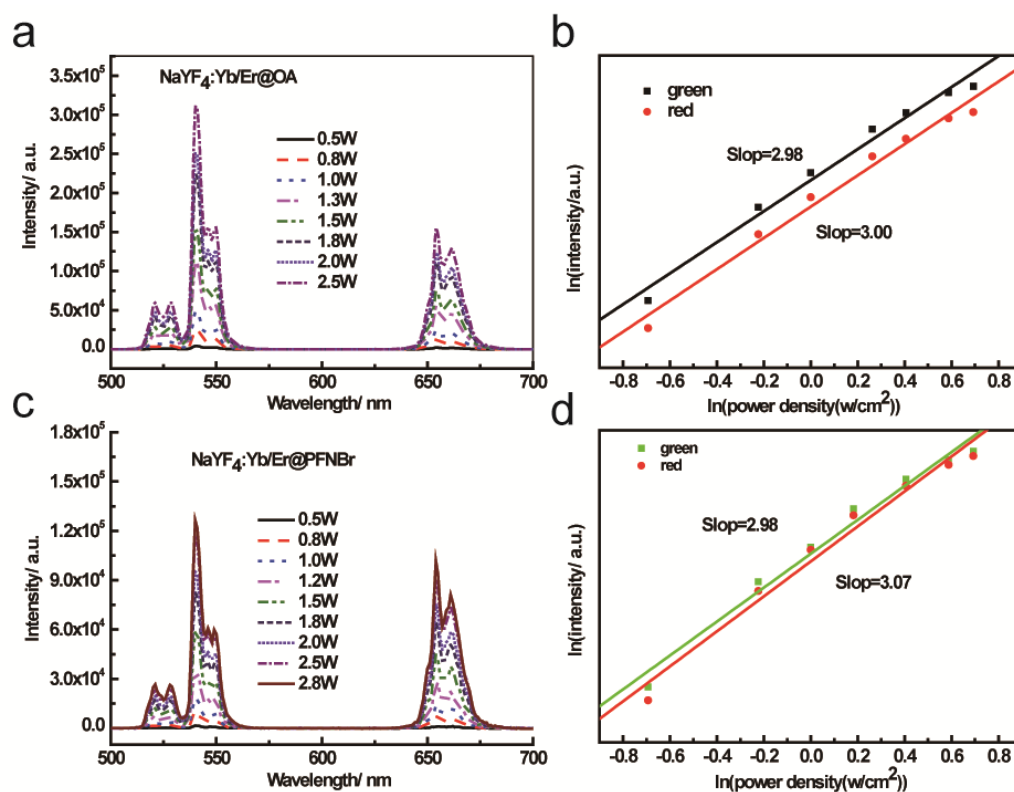 a
NaYF4:Yb/Er@OA
3.5x10^5
3.0x10^5
2.5x10^5
2.0x10^5
1.5x10^5
1.0x10^5
5.0x10^4
0.0
Intensity/ a.u.
0.5W
0.8W
1.0W
1.3W
1.5W
1.8W
2.0W
2.5W
500 550 600 650 700
Wavelength/ nm
b
green
red
Slop=2.98
Slop=3.00
ln(intensity/a.u.)
-0.8 -0.6 -0.4 -0.2 0.0 0.2 0.4 0.6 0.8
ln(power density(w/cm^2))
c
NaYF4:Yb/Er@PFNBr
1.8x10^5
1.5x10^5
1.2x10^5
9.0x10^4
6.0x10^4
3.0x10^4
0.0
Intensity/ a.u.
0.5W
0.8W
1.0W
1.2W
1.5W
1.8W
2.0W
2.5W
2.8W
500 550 600 650 700
Wavelength/ nm
d
green
red
Slop=2.98
Slop=3.07
ln(intensity/ a.u.)
-0.8 -0.6 -0.4 -0.2 0.0 0.2 0.4 0.6 0.8
ln(power density(w/cm^2))